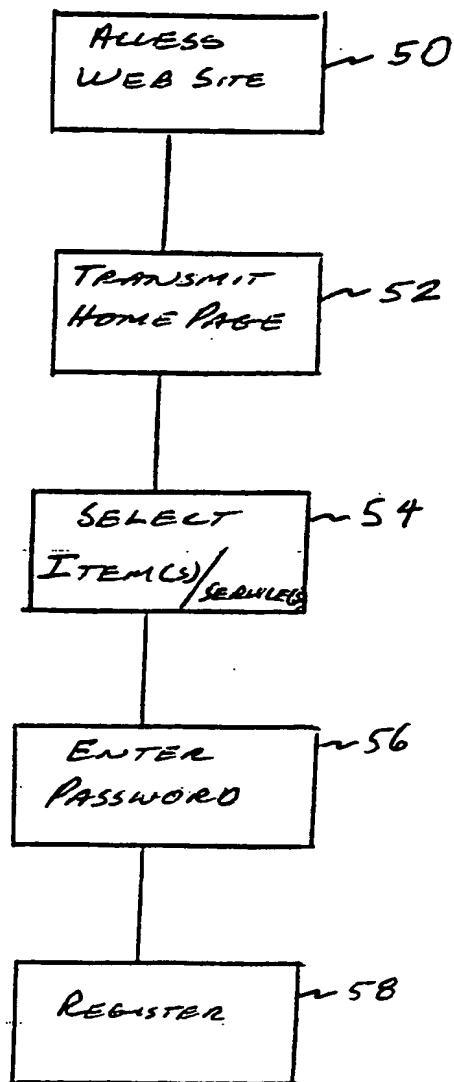 ACCESS
WEB SITE
50
TRANSMIT
HOME PAGE
52
SELECT
ITEM(S)/SERVICE(S)
54
ENTER
PASSWORD
56
REGISTER
58